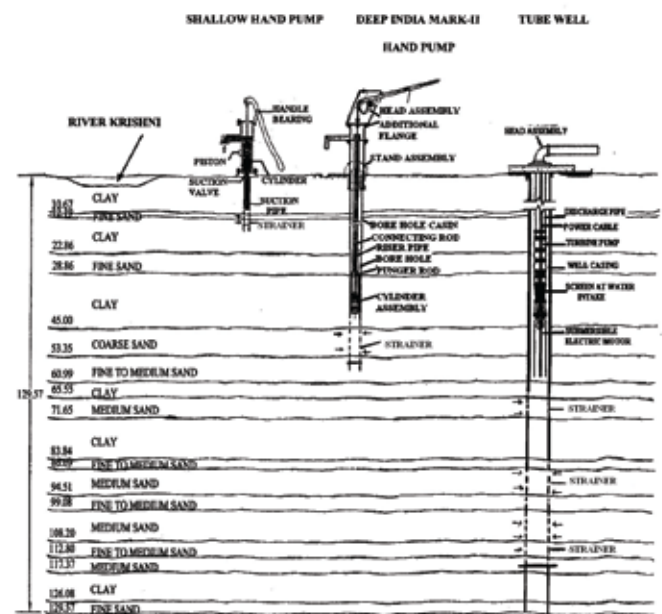 SHALLOW HAND PUMP
DEEP INDIA MARK-II
HAND PUMP
TUBE WELL
RIVER KRISHNI
HANDLE
BEARING
PISTON
SUCTION
VALVE
CYLINDER
SUCTION
PIPE
STRAINER
HEAD ASSEMBLY
ADDITIONAL
FLANGE
STAND ASSEMBLY
BORE HOLE CASIN
CONNECTING ROD
RISER PIPE
BORE HOLE
PUNGER ROD
CYLINDER
ASSEMBLY
STRAINER
HEAD ASSEMBLY
DISCHARGE PIPE
POWER CABLE
TURBINE PUMP
WELL CASING
SCREEN AT WATER
INTAKE
SUBMERSIBLE
ELECTRIC MOTOR
STRAINER
STRAINER
STRAINER
129.57
CLAY
10.67
FINE SAND
CLAY
22.86
28.86 FINE SAND
CLAY
45.00
53.35 COARSE SAND
60.99 FINE TO MEDIUM SAND
65.55 CLAY
71.65 MEDIUM SAND
CLAY
83.84
FINE TO MEDIUM SAND
94.51 MEDIUM SAND
99.08 FINE TO MEDIUM SAND
MEDIUM SAND
108.20
112.80 FINE TO MEDIUM SAND
117.37 MEDIUM SAND
126.08 CLAY
129.57 FINE SAND